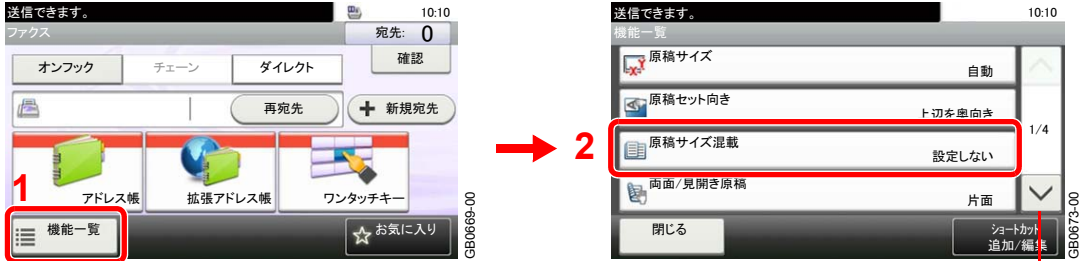 送信できます。
10:10
ファクス
宛先: 0
オンフック
チェーン
ダイレクト
確認
再宛先
新規宛先
1
アドレス帳
拡張アドレス帳
ワンタッチキー
機能一覧
お気に入り
GB0669-00
2
送信できます。
10:10
機能一覧
原稿サイズ
自動
原稿セット向き
上辺を奥向き
1/4
原稿サイズ混載
設定しない
両面/見開き原稿
片面
閉じる
ショートカット
追加/編集
GB0673-00